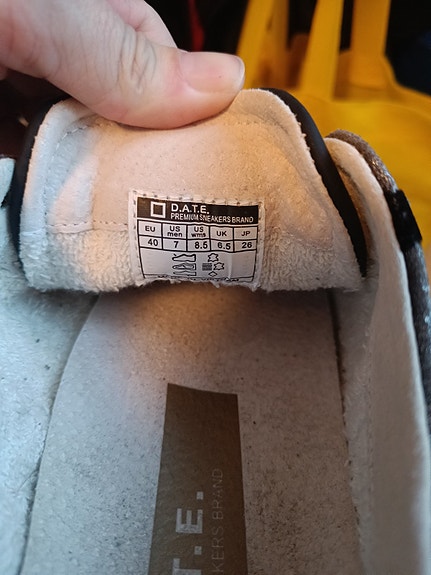 D.A.T.E.
PREMIUM SNEAKERS BRAND
EU US men US wms UK JP
40 7 8.5 6.5 26
T.E.
KERS BRAND